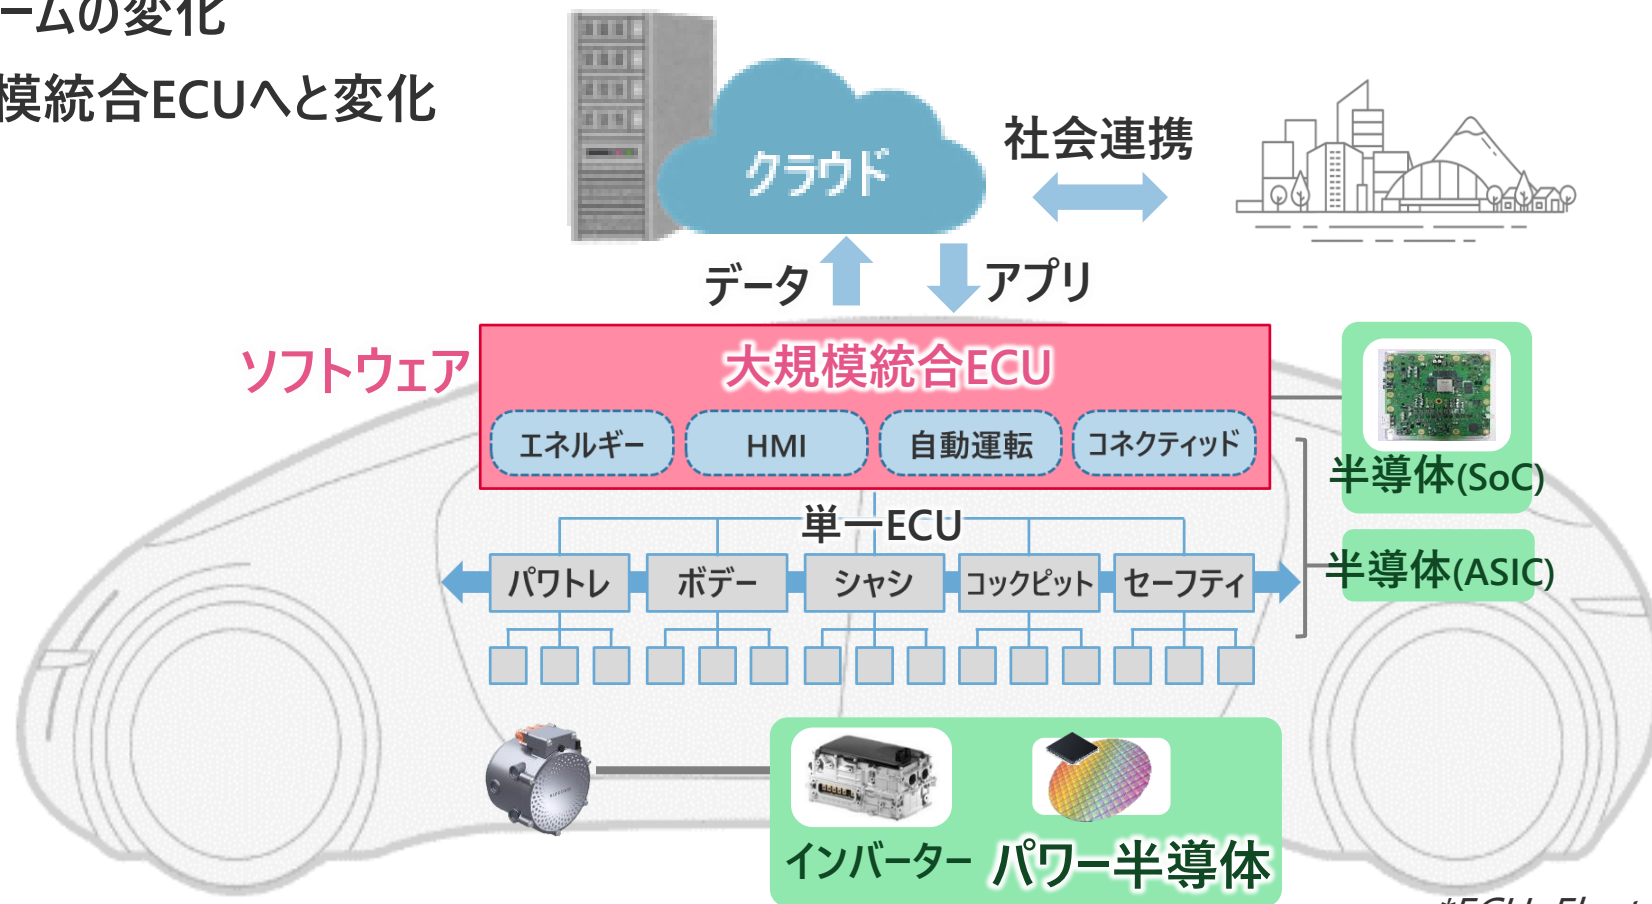 ームの変化
模統合ECUへと変化
クラウド
社会連携
データ
アプリ
ソフトウェア
大規模統合ECU
エネルギー
HMI
自動運転
コネクティッド
半導体(SoC)
単一ECU
パワトレ
ボデー
シャシ
コックピット
セーフティ
半導体(ASIC)
インバーター
パワー半導体
*ECU: Elect